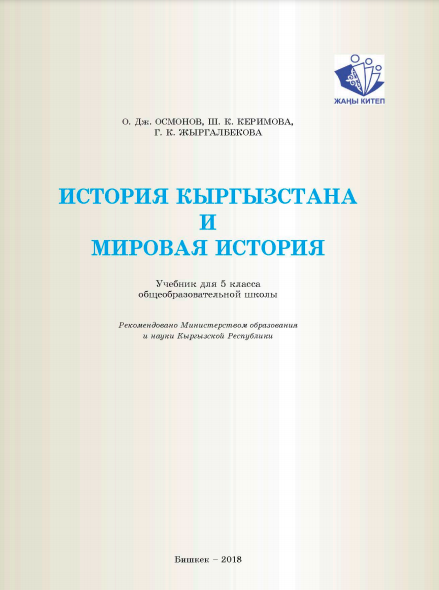 ЖАҢЫ КИТЕП
О. Дж. ОСМОНОВ, Ш. К. КЕРИМОВА,
Г. К. ЖЫРГАЛБЕКОВА
ИСТОРИЯ КЫРГЫЗСТАНА
И
МИРОВАЯ ИСТОРИЯ
Учебник для 5 класса
общеобразовательной школы
Рекомендовано Министерством образования
и науки Кыргызской Республики
Бишкек – 2018